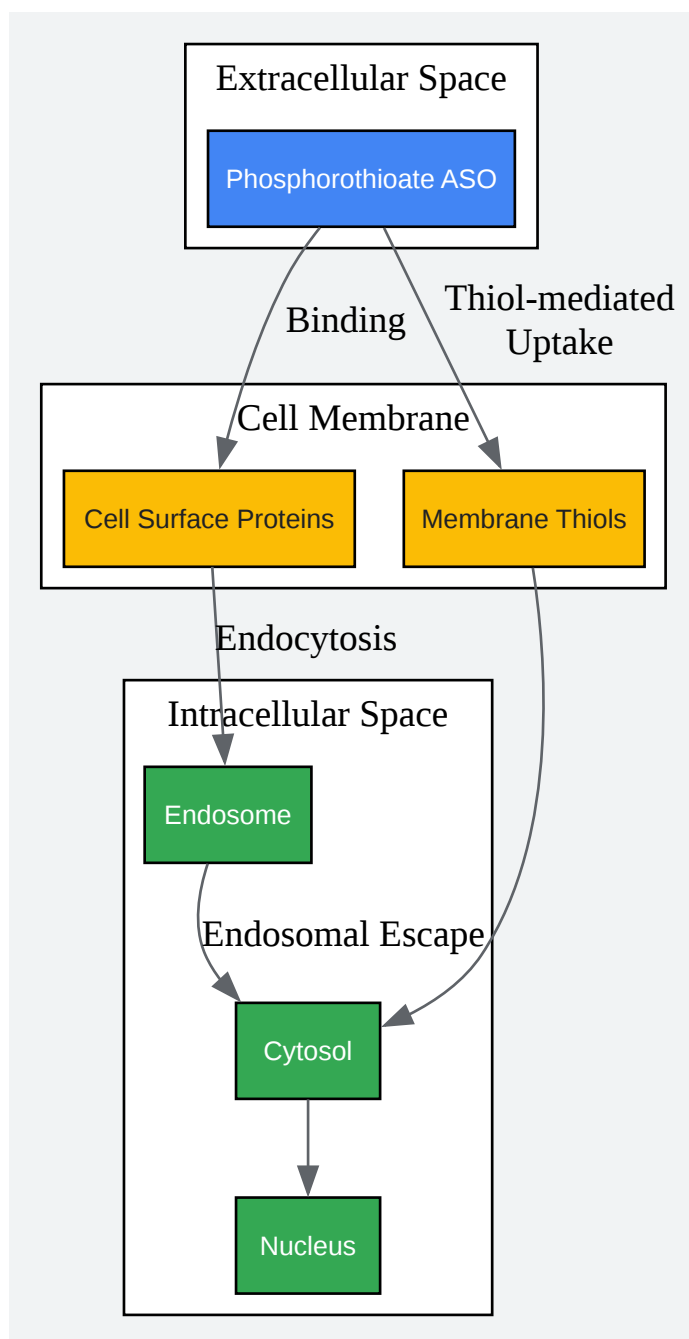 Extracellular Space
Phosphorothioate ASO
Binding
Thiol-mediated
Uptake
Cell Membrane
Cell Surface Proteins
Membrane Thiols
Endocytosis
Intracellular Space
Endosome
Endosomal Escape
Cytosol
Nucleus